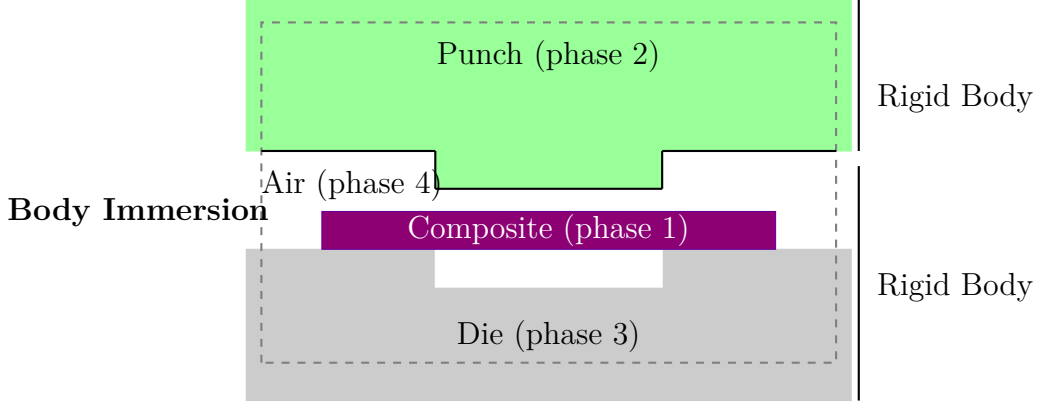 Punch (phase 2)
Rigid Body
Air (phase 4)
Body Immersion
Composite (phase 1)
Rigid Body
Die (phase 3)